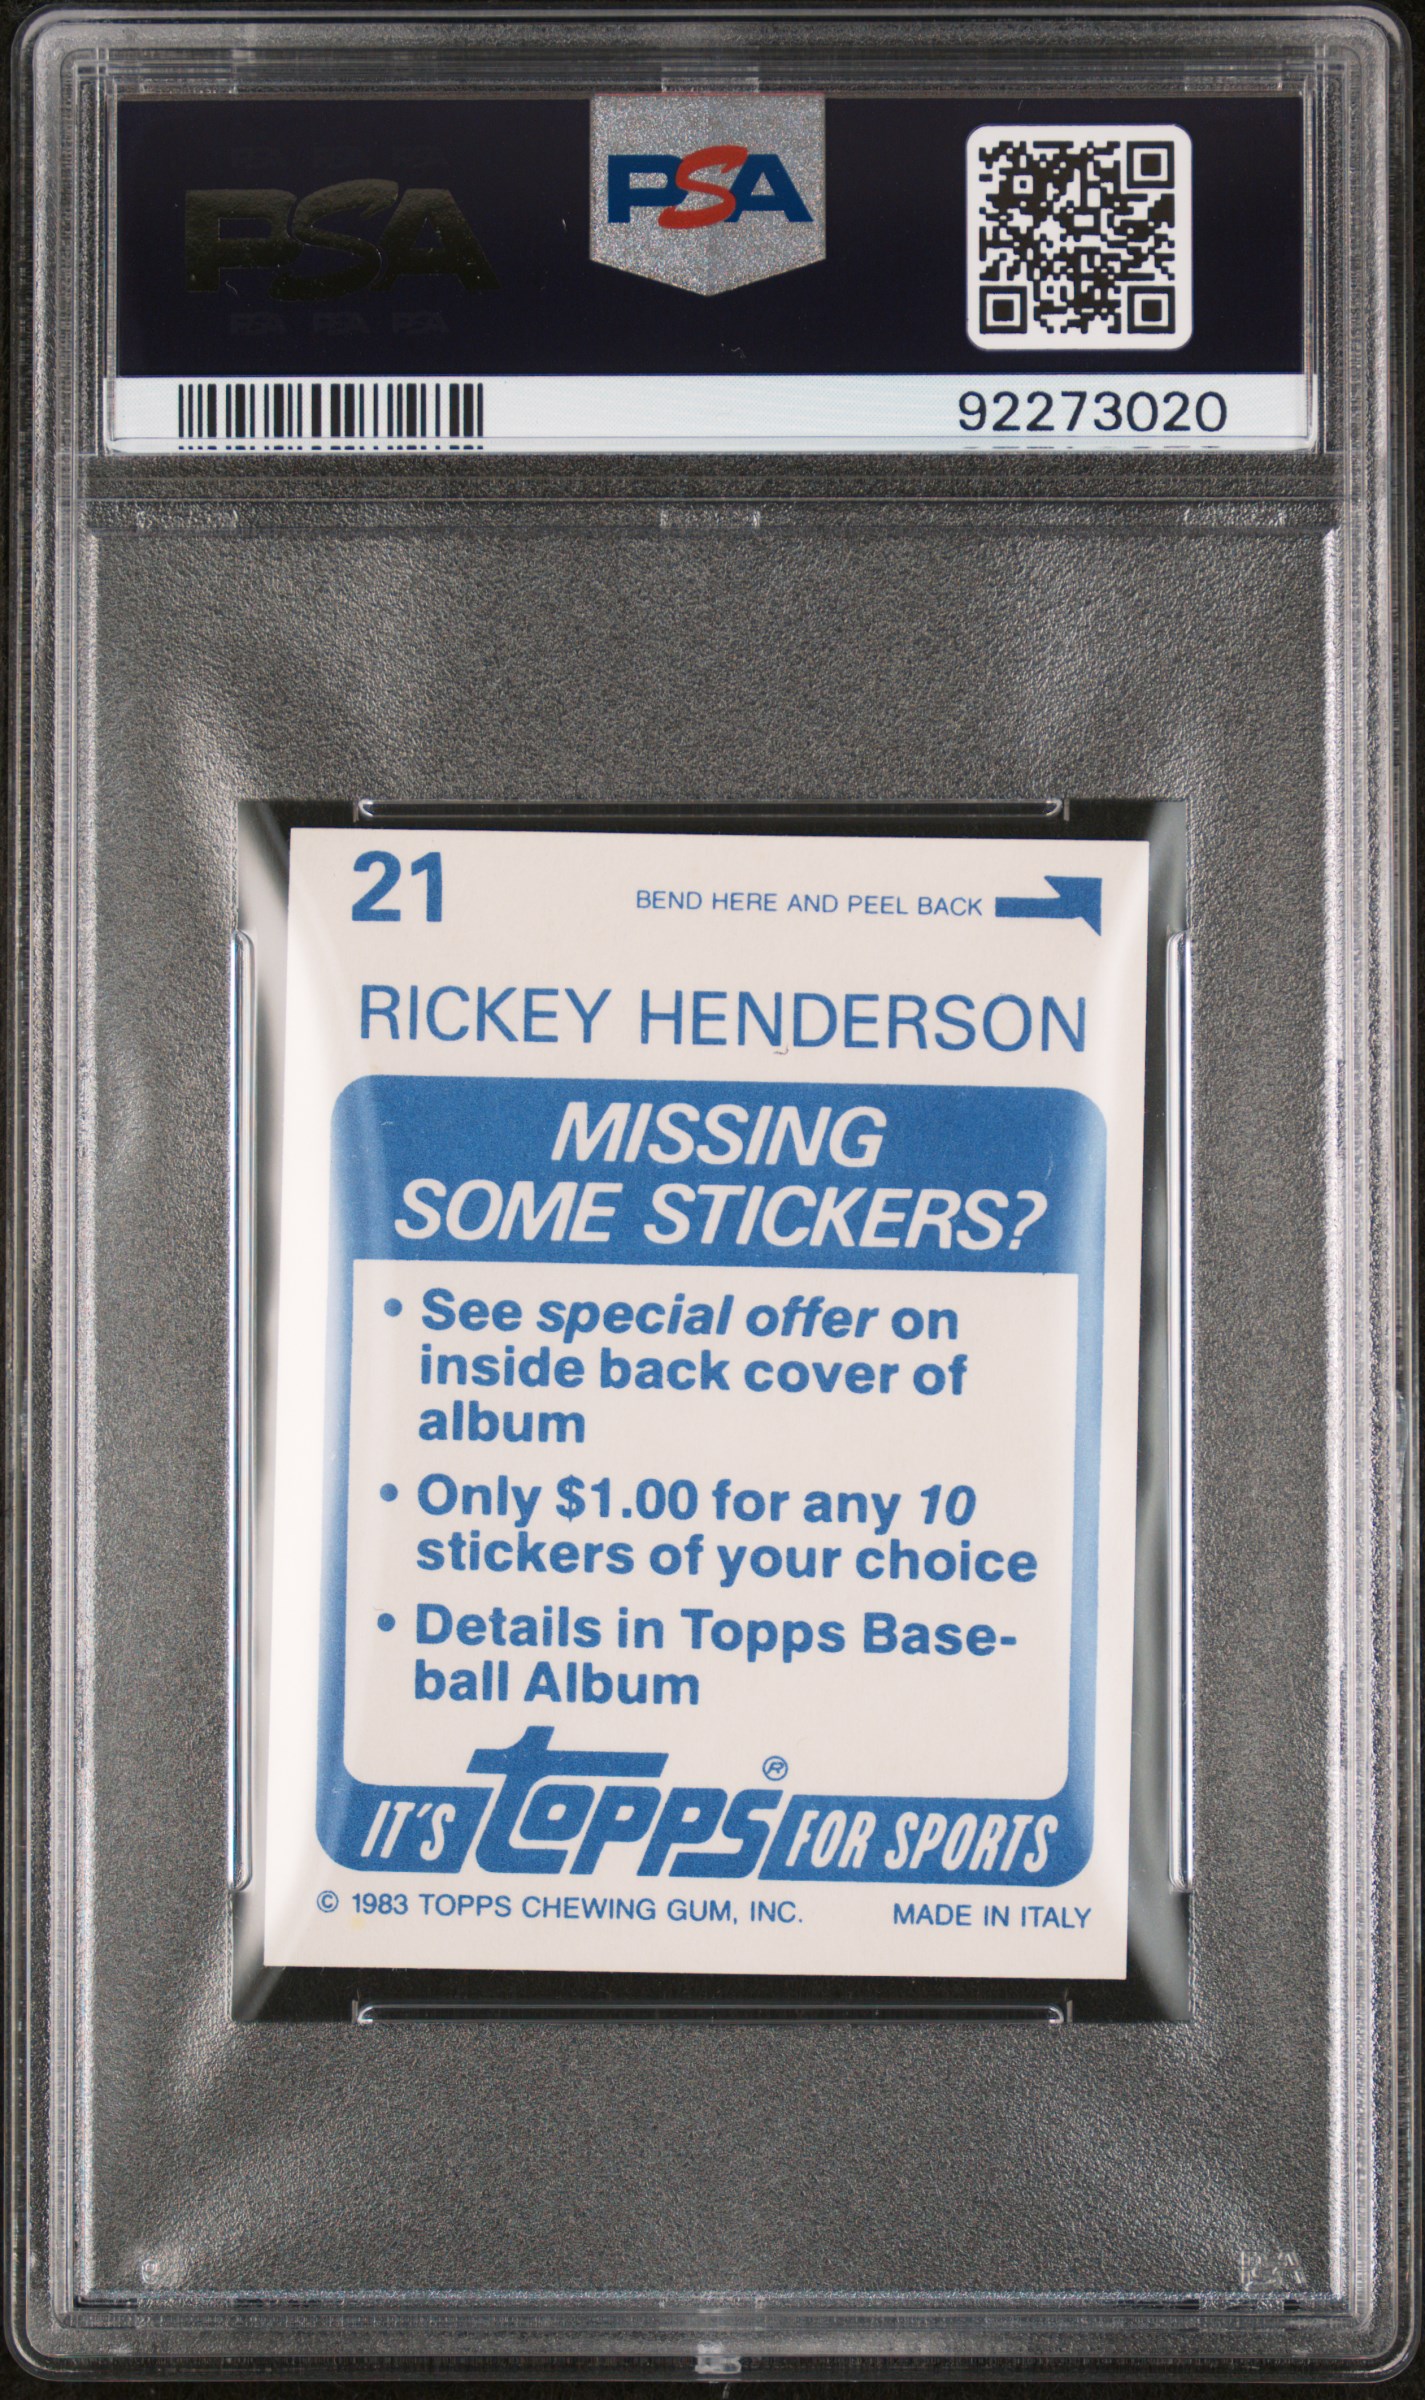 PSA
PSA
92273020
21
BEND HERE AND PEEL BACK
RICKEY HENDERSON
MISSING
SOME STICKERS?
• See special offer on
inside back cover of
album
• Only $1.00 for any 10
stickers of your choice
• Details in Topps Base-
ball Album
IT'S Topps® FOR SPORTS
© 1983 TOPPS CHEWING GUM, INC. MADE IN ITALY
PSA